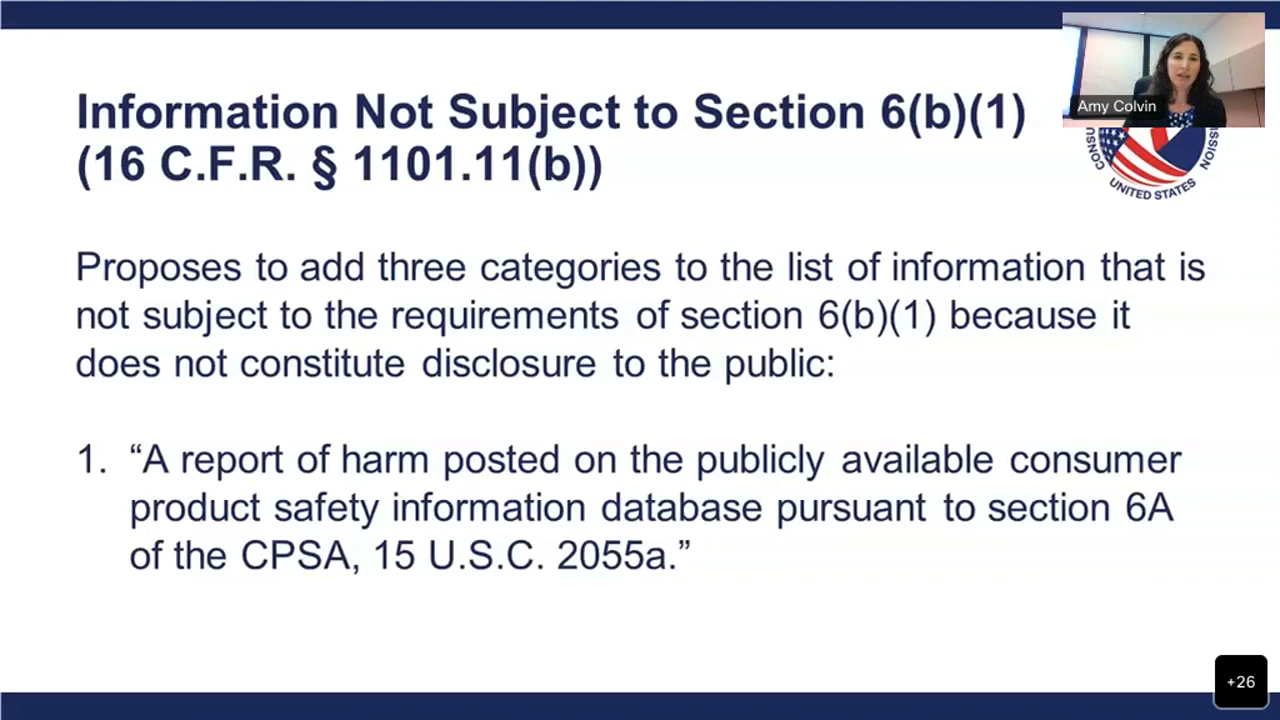 Information Not Subject to Section 6(b)(1)
(16 C.F.R. § 1101.11(b))
Amy Colvin
UNITED STATES
Proposes to add three categories to the list of information that is
not subject to the requirements of section 6(b)(1) because it
does not constitute disclosure to the public:
1. “A report of harm posted on the publicly available consumer
product safety information database pursuant to section 6A
of the CPSA, 15 U.S.C. 2055a.”
+26